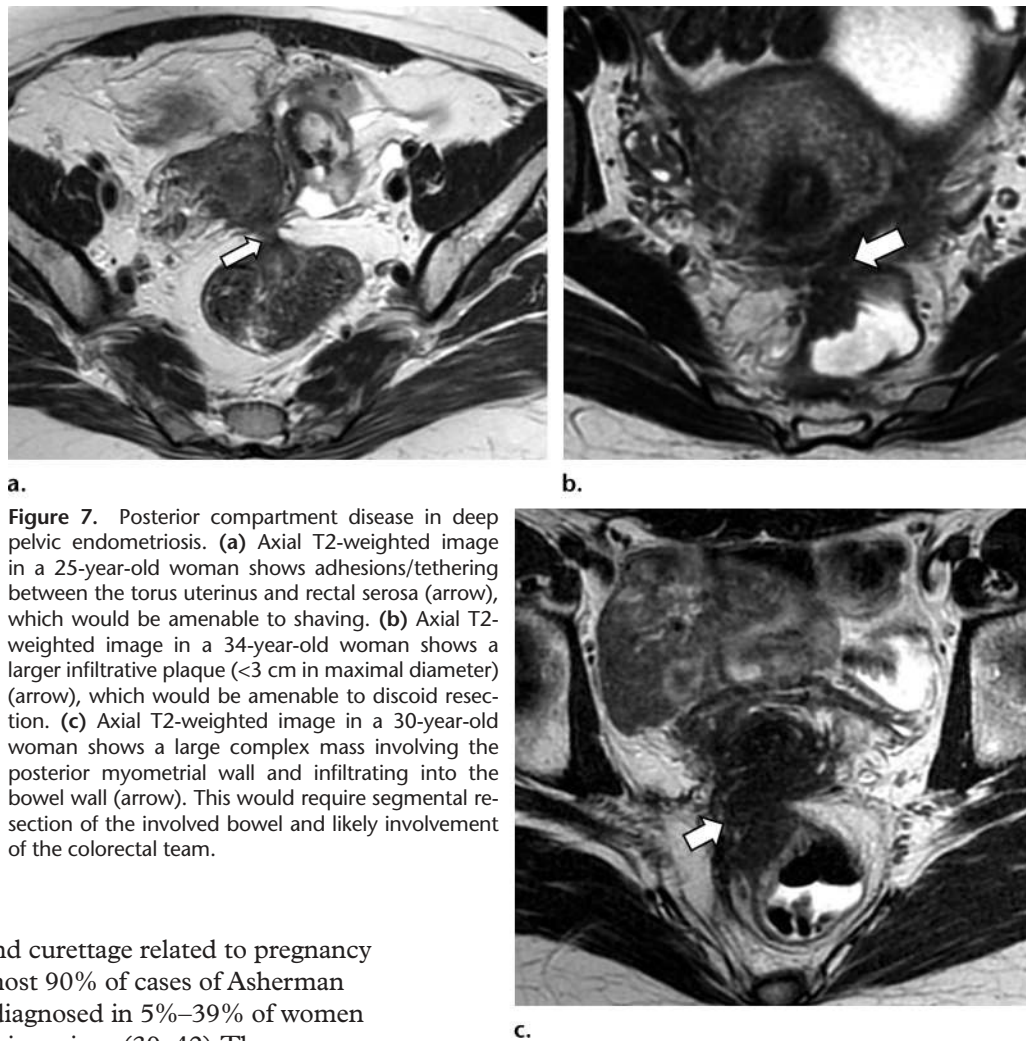 a.
b.
Figure 7. Posterior compartment disease in deep
pelvic endometriosis. (a) Axial T2-weighted image
in a 25-year-old woman shows adhesions/tethering
between the torus uterinus and rectal serosa (arrow),
which would be amenable to shaving. (b) Axial T2-
weighted image in a 34-year-old woman shows a
larger infiltrative plaque (<3 cm in maximal diameter)
(arrow), which would be amenable to discoid resec-
tion. (c) Axial T2-weighted image in a 30-year-old
woman shows a large complex mass involving the
posterior myometrial wall and infiltrating into the
bowel wall (arrow). This would require segmental re-
section of the involved bowel and likely involvement
of the colorectal team.
nd curettage related to pregnancy
nost 90% of cases of Asherman
diagnosed in 5%–39% of women
c.